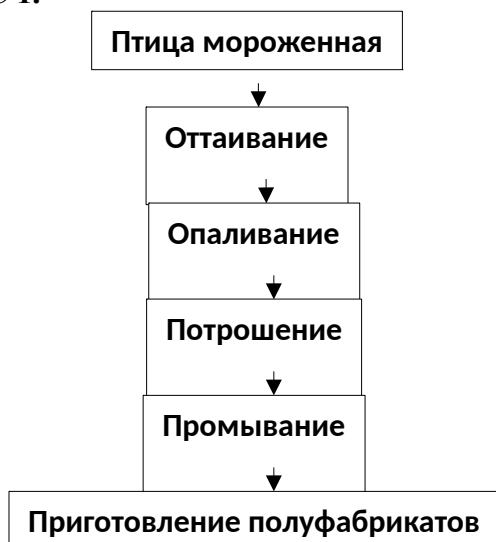 Птица мороженная
Оттаивание
Опаливание
Потрошение
Промывание
Приготовление полуфабрикатов